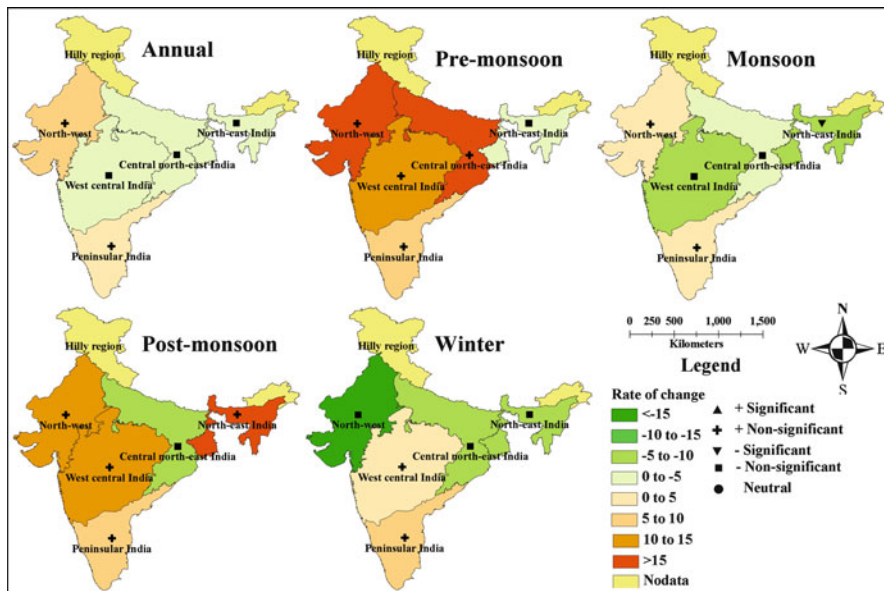 Annual
Hilly region
North-west
North-east India
Central north-east India
West central India
Peninsular India
Pre-monsoon
Hilly region
North-west
North-east India
Central north-east India
West central India
Peninsular India
Monsoon
Hilly region
North-west
North-east India
Central north-east India
West central India
Peninsular India
Post-monsoon
Hilly region
North-west
North-east India
Central north-east India
West central India
Peninsular India
Winter
Hilly region
North-west
North-east India
Central north-east India
West central India
Peninsular India
0 250 500 1,000 1,500
Kilometers
N
W E
S
Legend
Rate of change
<-15
-10 to -15
-5 to -10
0 to -5
0 to 5
5 to 10
10 to 15
>15
Nodata
+ Significant
+ Non-significant
- Significant
- Non-significant
Neutral